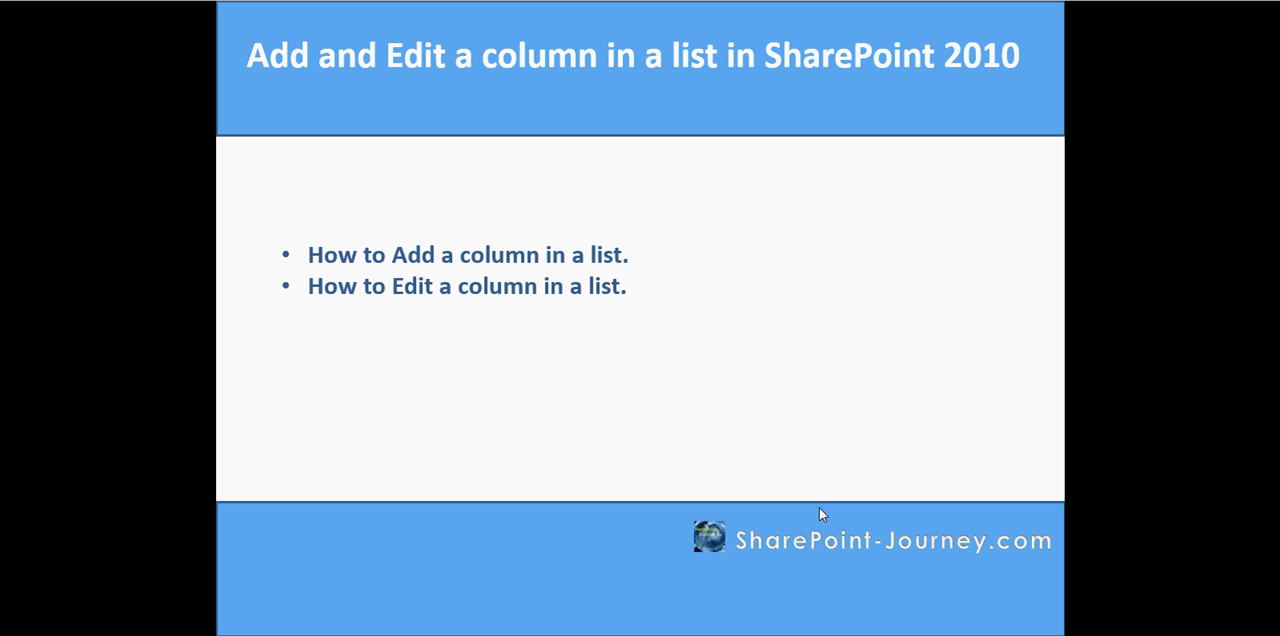 Add and Edit a column in a list in SharePoint 2010
• How to Add a column in a list.
• How to Edit a column in a list.
SharePoint-Journey.com